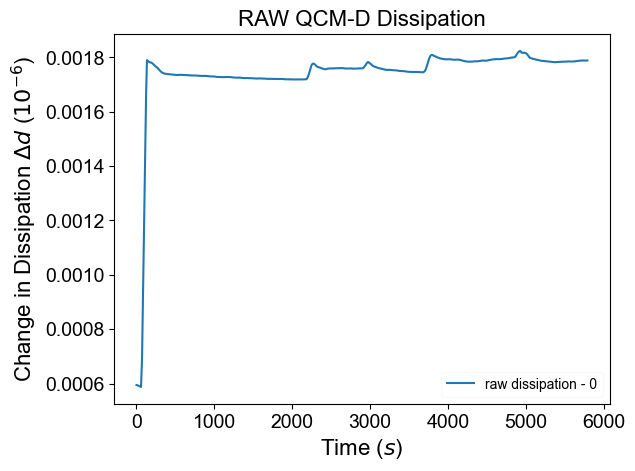 RAW QCM-D Dissipation
Change in Dissipation Δd (10⁻⁶)
0.0018
0.0016
0.0014
0.0012
0.0010
0.0008
0.0006
raw dissipation - 0
0 1000 2000 3000 4000 5000 6000
Time (s)